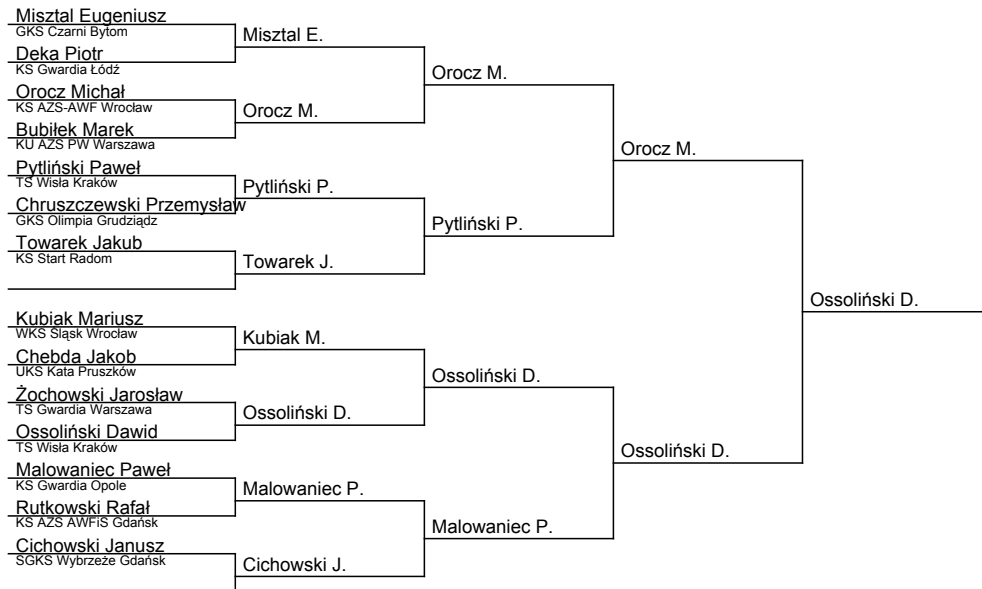 Misztal Eugeniusz
GKS Czarni Bytom
Deka Piotr
KS Gwardia Łódź
Orocz Michał
KS AZS-AWF Wrocław
Bubiłek Marek
KU AZS PW Warszawa
Pytliński Paweł
TS Wisła Kraków
Chruszczewski Przemysław
GKS Olimpia Grudziądz
Towarek Jakub
KS Start Radom
Kubiak Mariusz
WKS Śląsk Wrocław
Chebda Jakob
UKS Kata Pruszków
Żochowski Jarosław
TS Gwardia Warszawa
Ossoliński Dawid
TS Wisła Kraków
Malowaniec Paweł
KS Gwardia Opole
Rutkowski Rafał
KS AZS AWFiS Gdańsk
Cichowski Janusz
SGKS Wybrzeże Gdańsk
Misztal E.
Orocz M.
Pytliński P.
Towarek J.
Kubiak M.
Ossoliński D.
Malowaniec P.
Cichowski J.
Orocz M.
Pytliński P.
Ossoliński D.
Malowaniec P.
Orocz M.
Ossoliński D.
Ossoliński D.